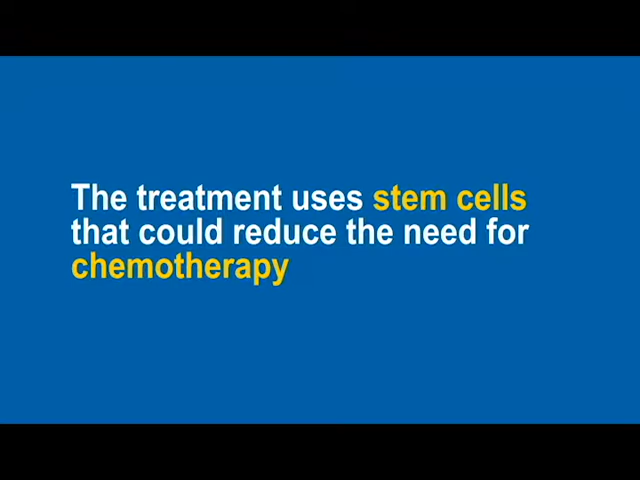 The treatment uses stem cells
that could reduce the need for
chemotherapy